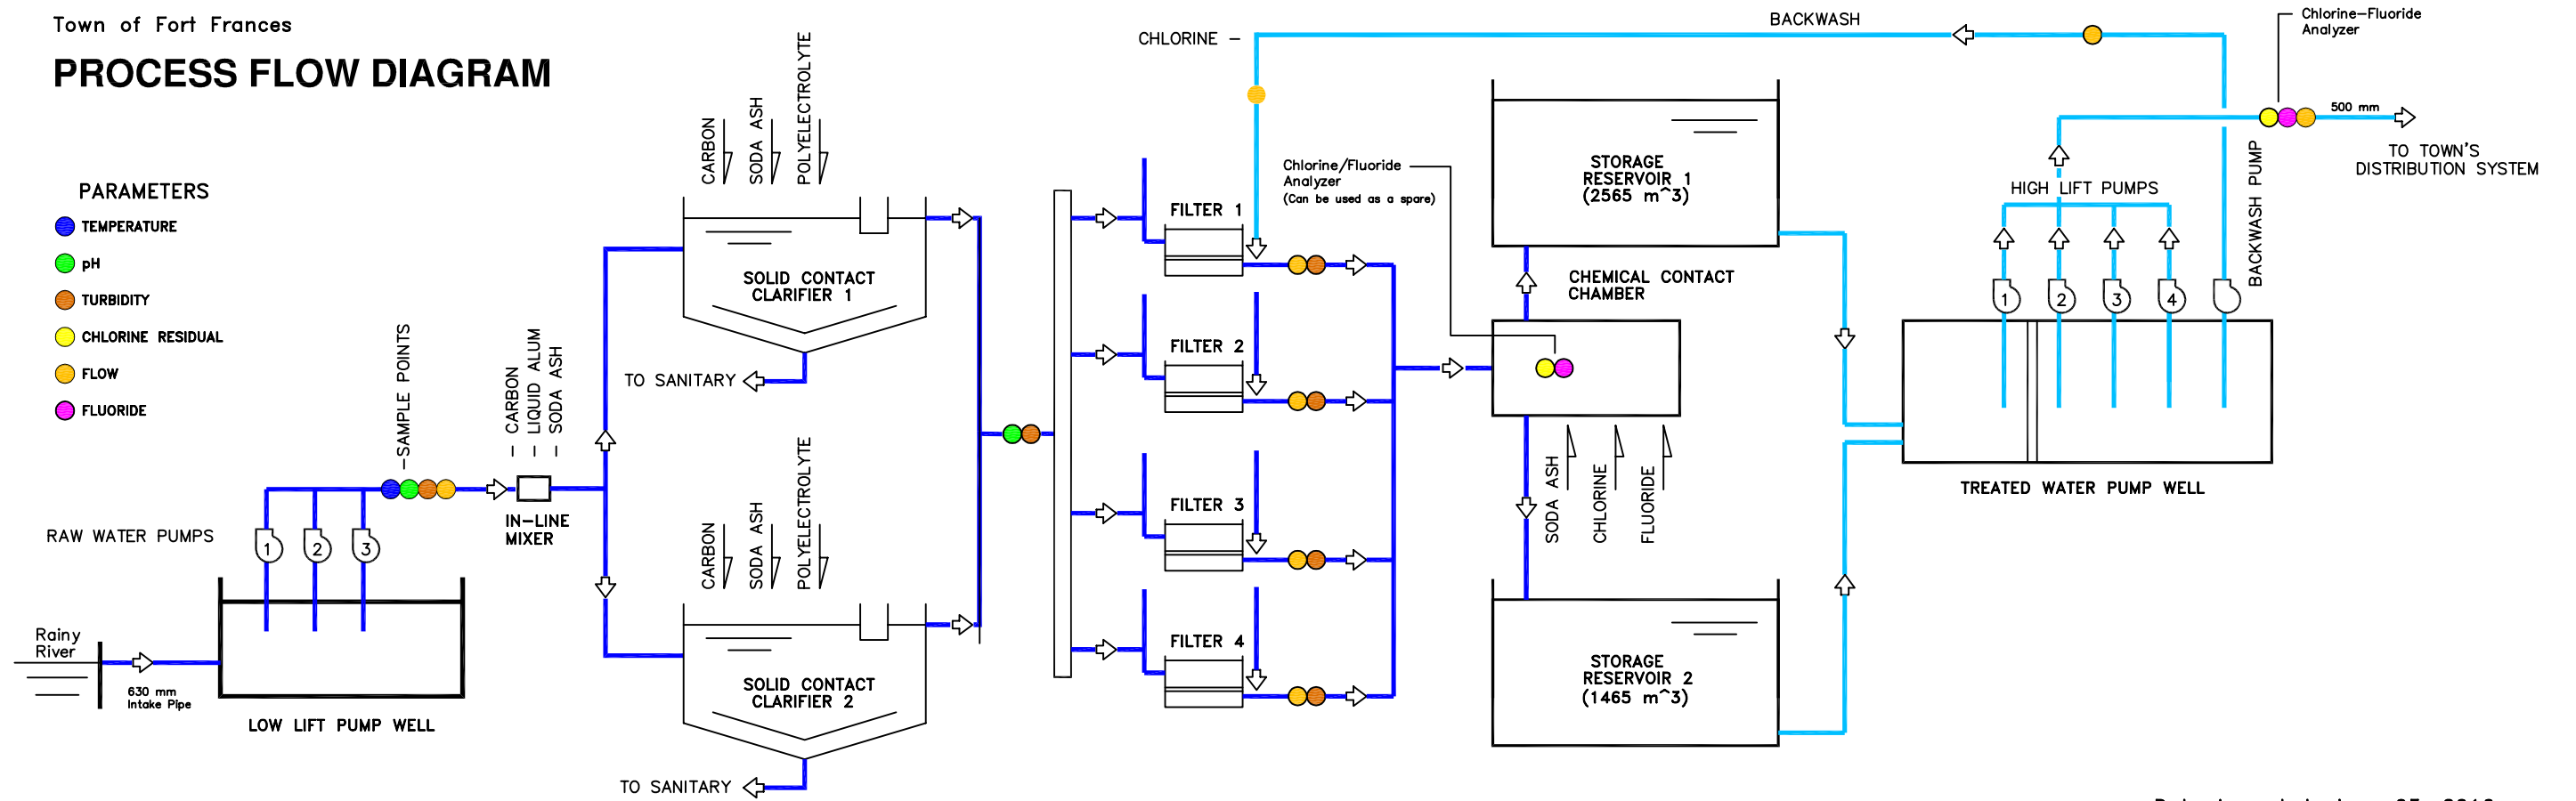 Town of Fort Frances
PROCESS FLOW DIAGRAM
PARAMETERS
TEMPERATURE
pH
TURBIDITY
CHLORINE RESIDUAL
FLOW
FLUORIDE
RAW WATER PUMPS
1
2
3
Rainy
River
630 mm
Intake Pipe
LOW LIFT PUMP WELL
–SAMPLE POINTS
– CARBON
– LIQUID ALUM
– SODA ASH
IN–LINE
MIXER
CARBON
SODA ASH
POLYELECTROLYTE
SOLID CONTACT
CLARIFIER 1
TO SANITARY
CARBON
SODA ASH
POLYELECTROLYTE
SOLID CONTACT
CLARIFIER 2
TO SANITARY
CHLORINE –
BACKWASH
FILTER 1
FILTER 2
FILTER 3
FILTER 4
Chlorine/Fluoride
Analyzer
(Can be used as a spare)
STORAGE
RESERVOIR 1
(2565 m^3)
CHEMICAL CONTACT
CHAMBER
SODA ASH
CHLORINE
FLUORIDE
STORAGE
RESERVOIR 2
(1465 m^3)
Chlorine–Fluoride
Analyzer
500 mm
TO TOWN'S
DISTRIBUTION SYSTEM
HIGH LIFT PUMPS
BACKWASH PUMP
1
2
3
4
TREATED WATER PUMP WELL